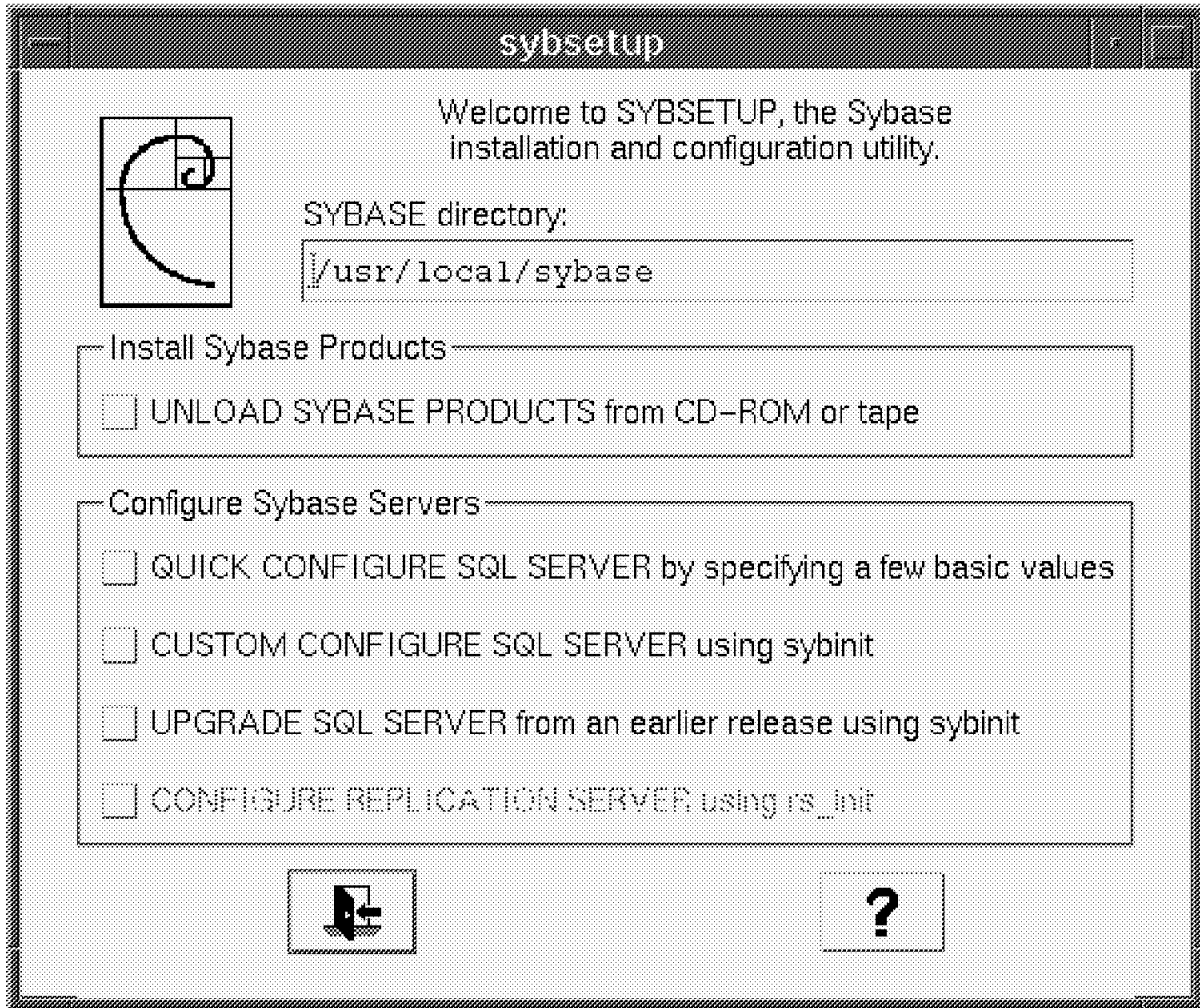 sybsetup
Welcome to SYBSETUP, the Sybase
installation and configuration utility.
SYBASE directory:
/usr/local/sybase
Install Sybase Products
UNLOAD SYBASE PRODUCTS from CD-ROM or tape
Configure Sybase Servers
QUICK CONFIGURE SQL SERVER by specifying a few basic values
CUSTOM CONFIGURE SQL SERVER using sybinit
UPGRADE SQL SERVER from an earlier release using sybinit
CONFIGURE REPLICATION SERVER using rs_init
?